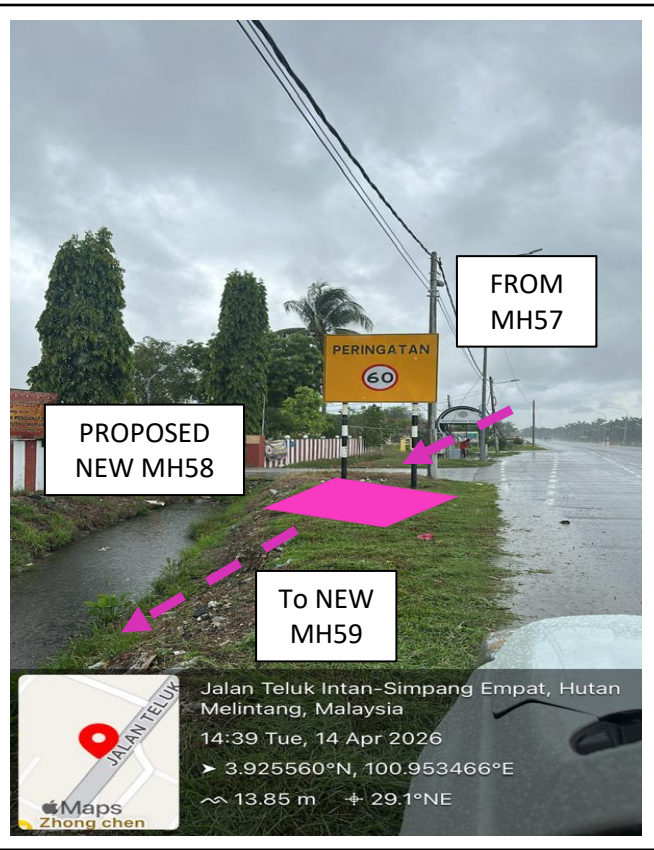 FROM
MH57
PERINGATAN
60
PROPOSED
NEW MH58
To NEW
MH59
Jalan Teluk Intan-Simpang Empat, Hutan
Melintang, Malaysia
14:39 Tue, 14 Apr 2026
➤ 3.925560°N, 100.953466°E
13.85 m 29.1°NE
JALAN TELUK
Maps
Zhong chen